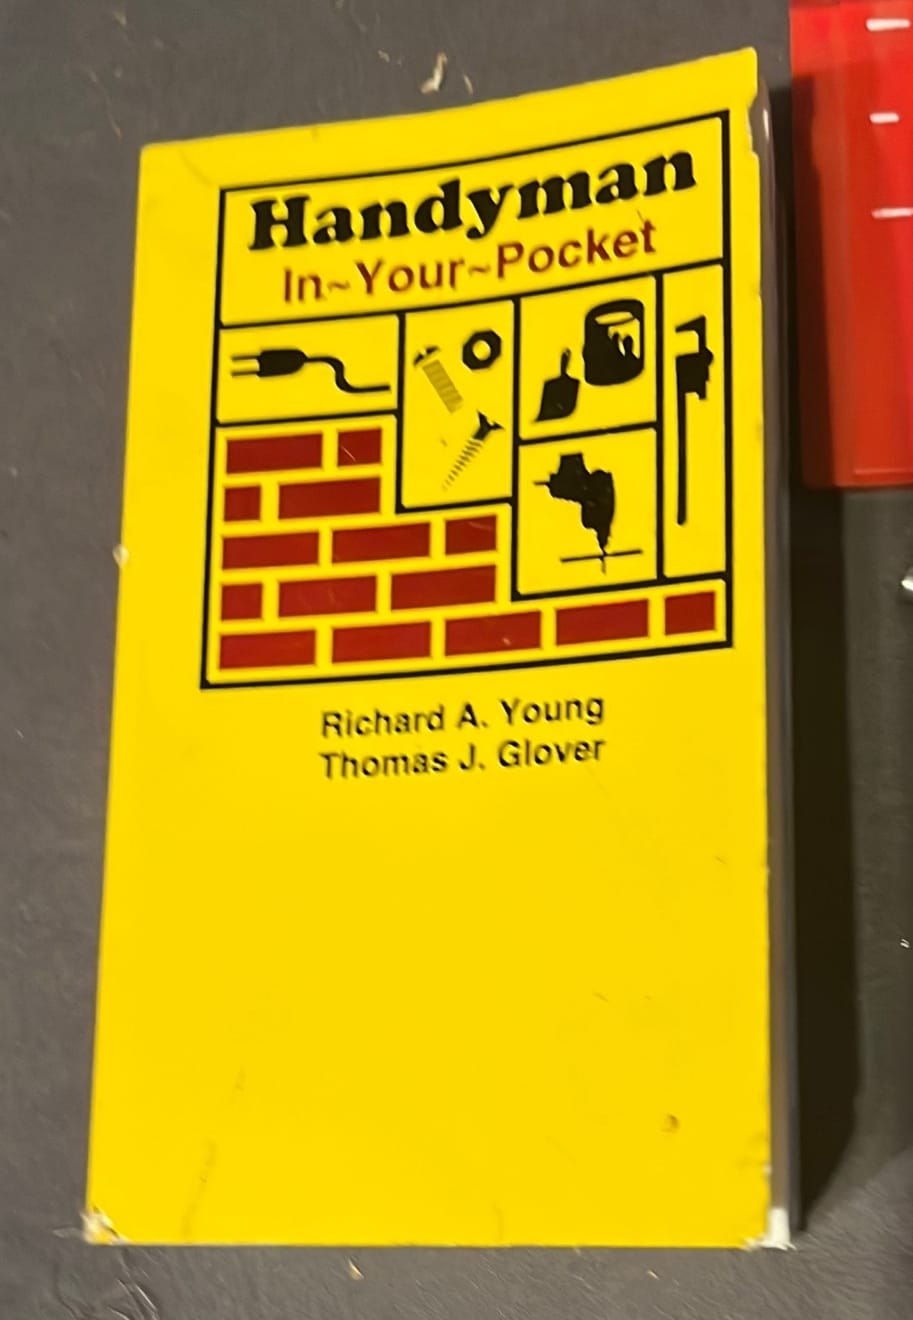 Handyman
In~Your~Pocket
Richard A. Young
Thomas J. Glover